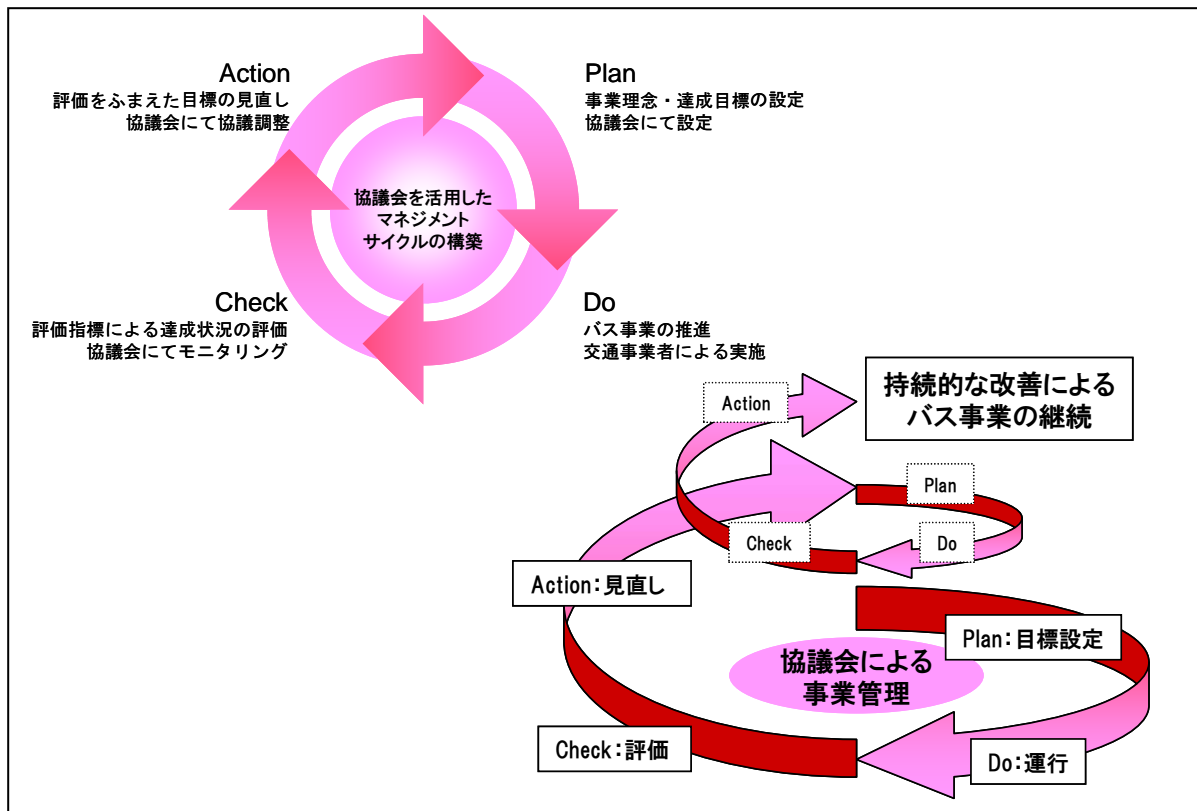 Action
評価をふまえた目標の見直し
協議会にて協議調整
Plan
事業理念・達成目標の設定
協議会にて設定
協議会を活用した
マネジメント
サイクルの構築
Check
評価指標による達成状況の評価
協議会にてモニタリング
Do
バス事業の推進
交通事業者による実施
Action
持続的な改善による
バス事業の継続
Plan
Check
Do
Action：見直し
Plan：目標設定
協議会による
事業管理
Check：評価
Do：運行